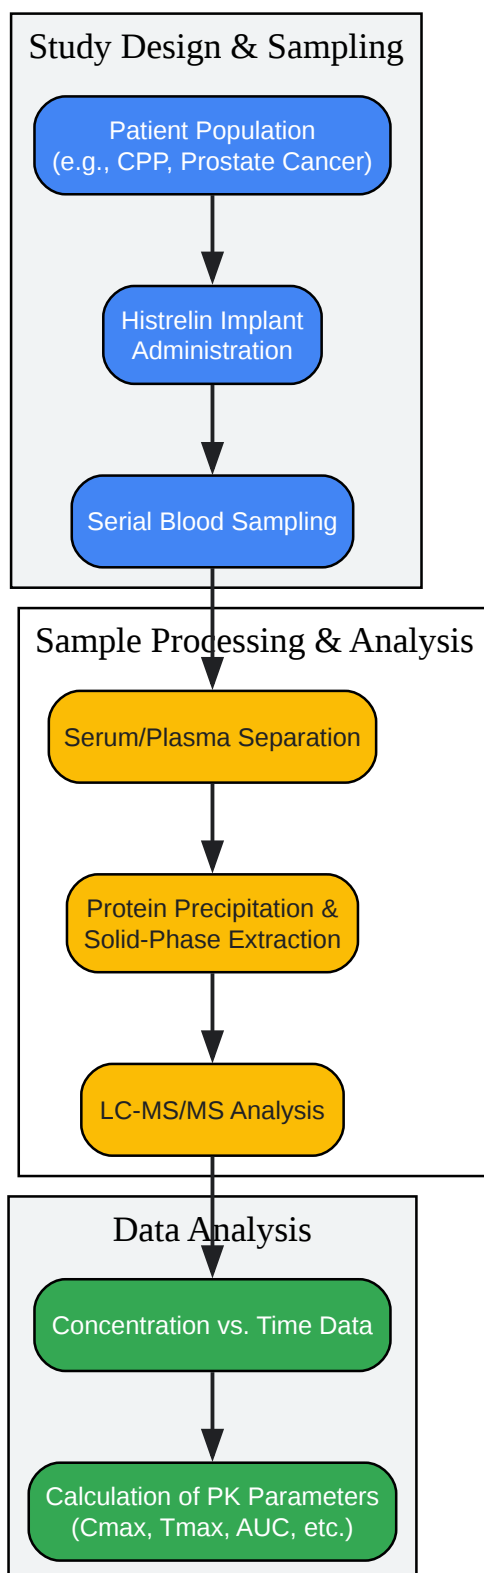 Study Design & Sampling
Patient Population
(e.g., CPP, Prostate Cancer)
Histrelin Implant
Administration
Serial Blood Sampling
Sample Processing & Analysis
Serum/Plasma Separation
Protein Precipitation &
Solid-Phase Extraction
LC-MS/MS Analysis
Data Analysis
Concentration vs. Time Data
Calculation of PK Parameters
(Cmax, Tmax, AUC, etc.)